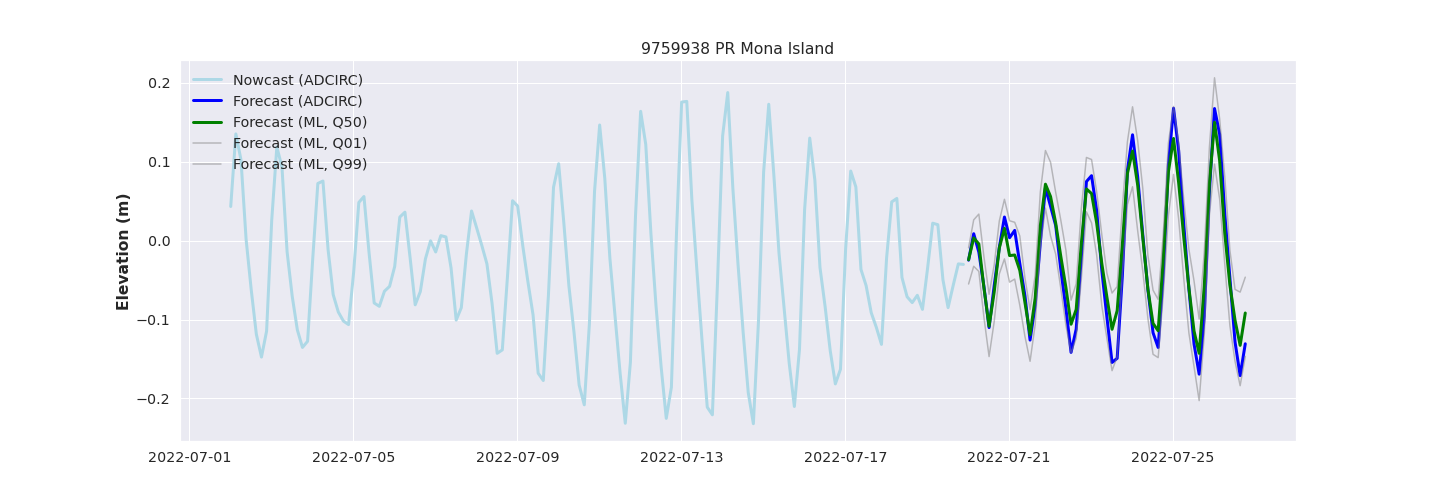 9759938 PR Mona Island
Nowcast (ADCIRC)
Forecast (ADCIRC)
Forecast (ML, Q50)
Forecast (ML, Q01)
Forecast (ML, Q99)
Elevation (m)
0.2
0.1
0.0
−0.1
−0.2
2022-07-01 2022-07-05 2022-07-09 2022-07-13 2022-07-17 2022-07-21 2022-07-25